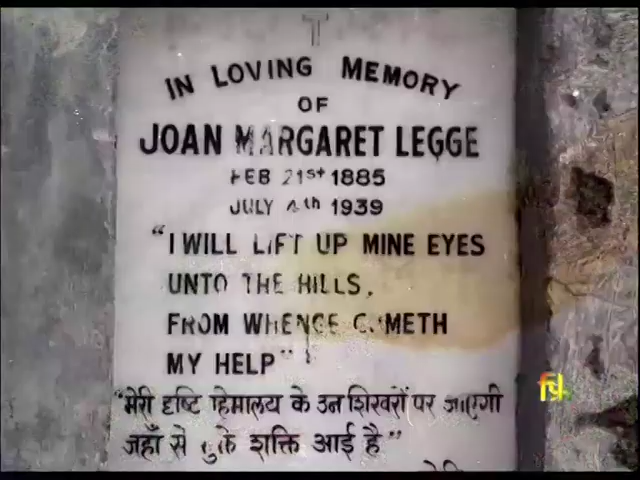 IN LOVING MEMORY
OF
JOAN MARGARET LEGGE
FEB 21st 1885
JULY 4th 1939
"I WILL LIFT UP MINE EYES
UNTO THE HILLS,
FROM WHENCE COMETH
MY HELP"
"मेरी दृष्टि हिमालय के उन शिखरों पर जाएगी
जहाँ से मुझे शक्ति आई है"